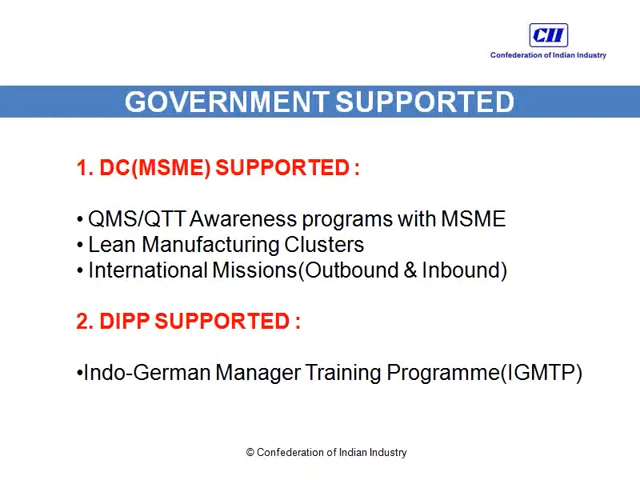 CII
Confederation of Indian Industry
GOVERNMENT SUPPORTED
1. DC(MSME) SUPPORTED :
• QMS/QTT Awareness programs with MSME
• Lean Manufacturing Clusters
• International Missions(Outbound & Inbound)
2. DIPP SUPPORTED :
•Indo-German Manager Training Programme(IGMTP)
© Confederation of Indian Industry